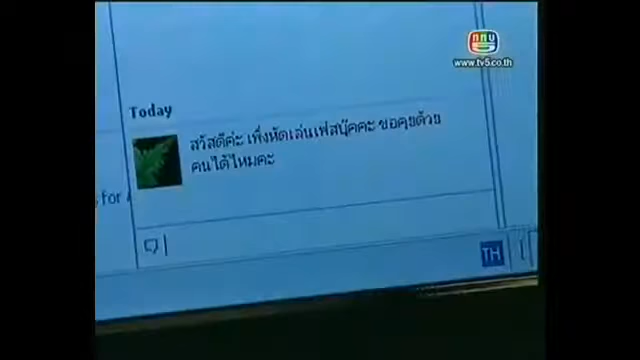 ททบ
www.tv5.co.th
Today
สวัสดีค่ะ เพิ่งหัดเล่นเฟสบุ๊คคะ ขอคุยด้วย
คนได้ไหมคะ
for
TH